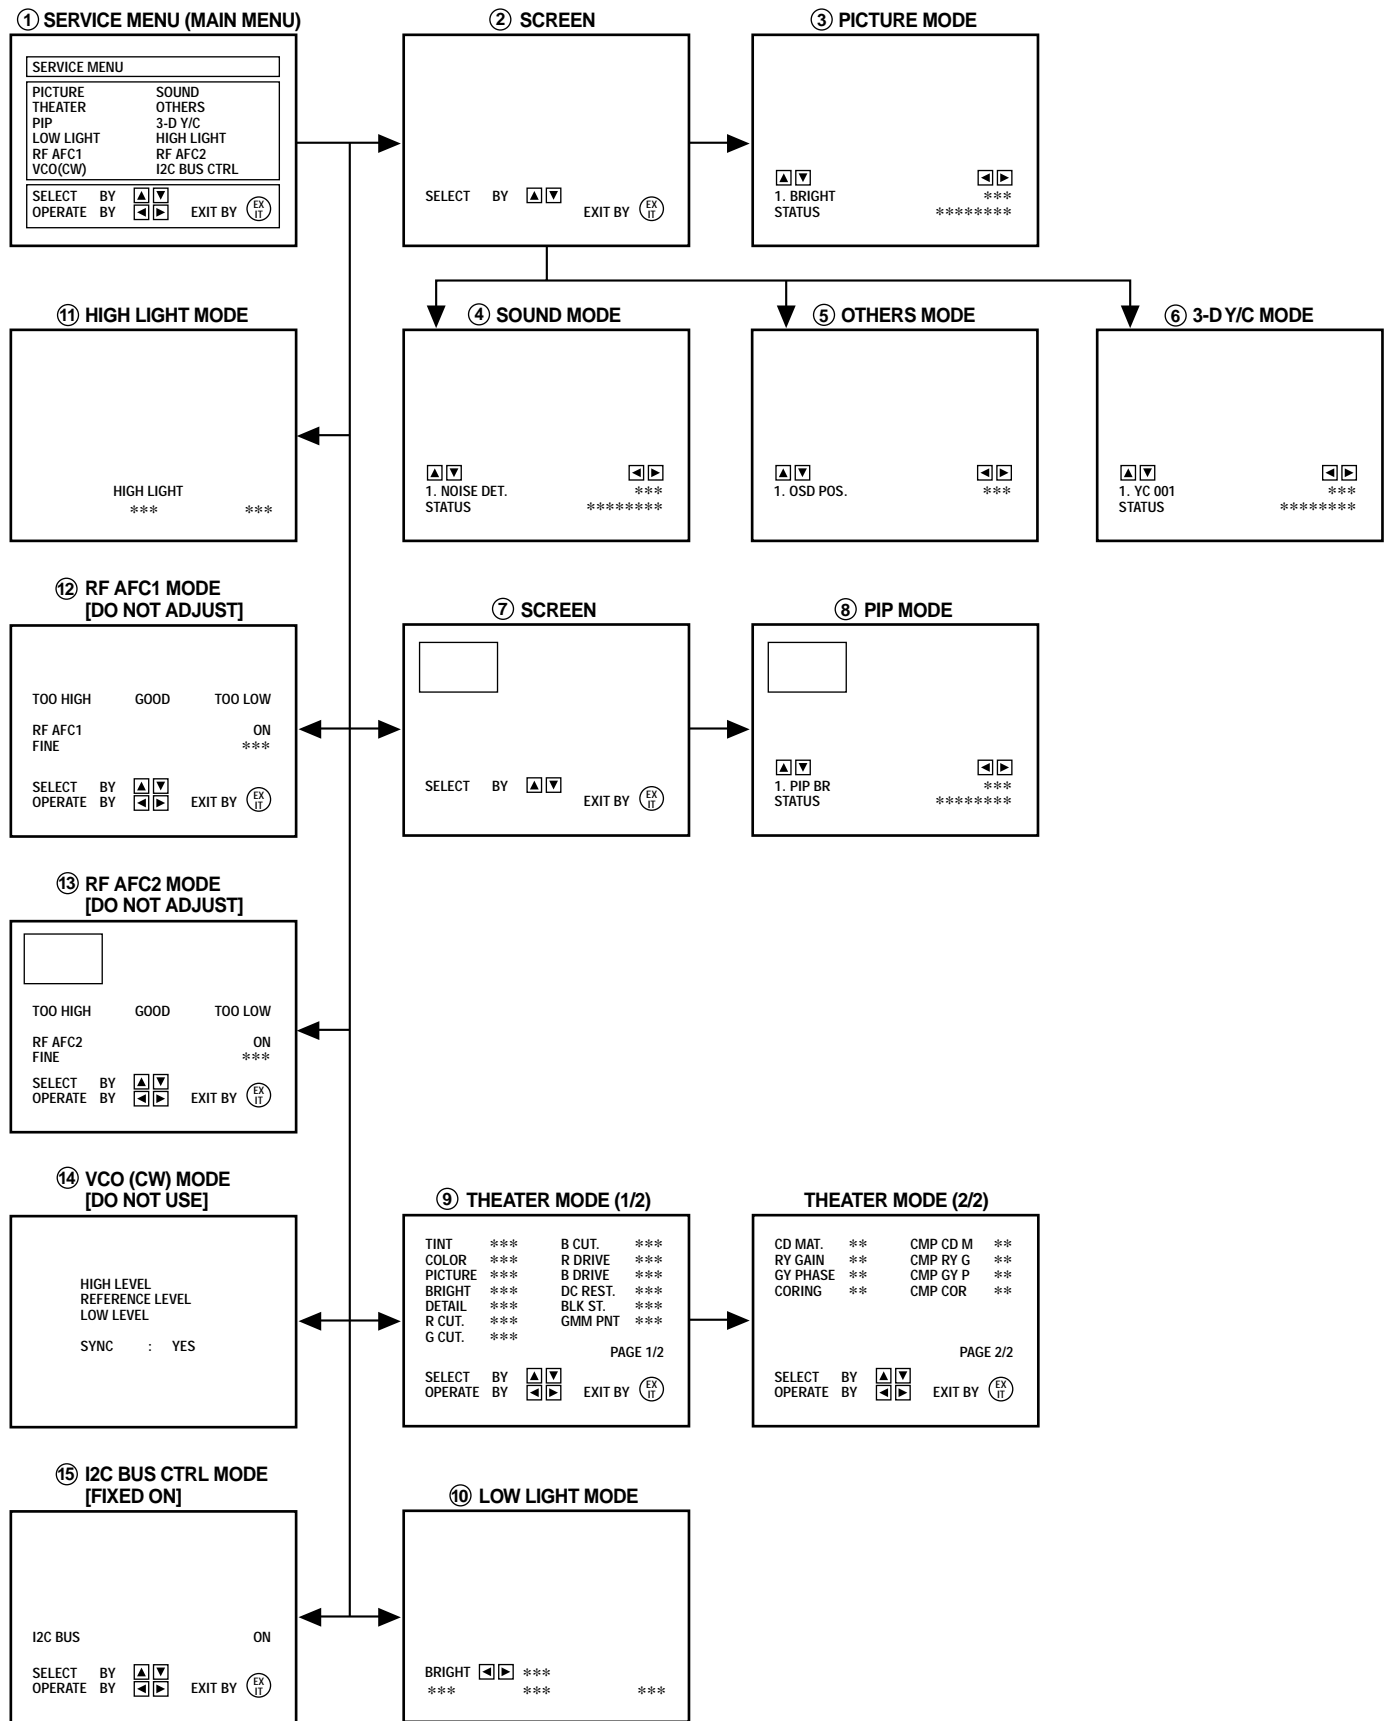 ① SERVICE MENU (MAIN MENU)
SERVICE MENU
PICTURE SOUND
THEATER OTHERS
PIP 3-D Y/C
LOW LIGHT HIGH LIGHT
RF AFC1 RF AFC2
VCO(CW) I2C BUS CTRL
SELECT BY ▲▼
OPERATE BY ◀▶ EXIT BY EXIT
② SCREEN
SELECT BY ▲▼
EXIT BY EXIT
③ PICTURE MODE
▲▼ ◀▶
1. BRIGHT ***
STATUS ********
⑪ HIGH LIGHT MODE
HIGH LIGHT
*** ***
④ SOUND MODE
▲▼ ◀▶
1. NOISE DET. ***
STATUS ********
⑤ OTHERS MODE
▲▼ ◀▶
1. OSD POS. ***
⑥ 3-D Y/C MODE
▲▼ ◀▶
1. YC 001 ***
STATUS ********
⑫ RF AFC1 MODE
[DO NOT ADJUST]
TOO HIGH GOOD TOO LOW
RF AFC1 ON
FINE ***
SELECT BY ▲▼
OPERATE BY ◀▶ EXIT BY EXIT
⑦ SCREEN
SELECT BY ▲▼
EXIT BY EXIT
⑧ PIP MODE
▲▼ ◀▶
1. PIP BR ***
STATUS ********
⑬ RF AFC2 MODE
[DO NOT ADJUST]
TOO HIGH GOOD TOO LOW
RF AFC2 ON
FINE ***
SELECT BY ▲▼
OPERATE BY ◀▶ EXIT BY EXIT
⑭ VCO (CW) MODE
[DO NOT USE]
HIGH LEVEL
REFERENCE LEVEL
LOW LEVEL
SYNC : YES
⑨ THEATER MODE (1/2)
TINT *** B CUT. ***
COLOR *** R DRIVE ***
PICTURE *** B DRIVE ***
BRIGHT *** DC REST. ***
DETAIL *** BLK ST. ***
R CUT. *** GMM PNT ***
G CUT. ***
PAGE 1/2
SELECT BY ▲▼
OPERATE BY ◀▶ EXIT BY EXIT
THEATER MODE (2/2)
CD MAT. ** CMP CD M **
RY GAIN ** CMP RY G **
GY PHASE ** CMP GY P **
CORING ** CMP COR **
PAGE 2/2
SELECT BY ▲▼
OPERATE BY ◀▶ EXIT BY EXIT
⑮ I2C BUS CTRL MODE
[FIXED ON]
I2C BUS ON
SELECT BY ▲▼
OPERATE BY ◀▶ EXIT BY EXIT
⑩ LOW LIGHT MODE
BRIGHT ◀▶ ***
*** *** ***